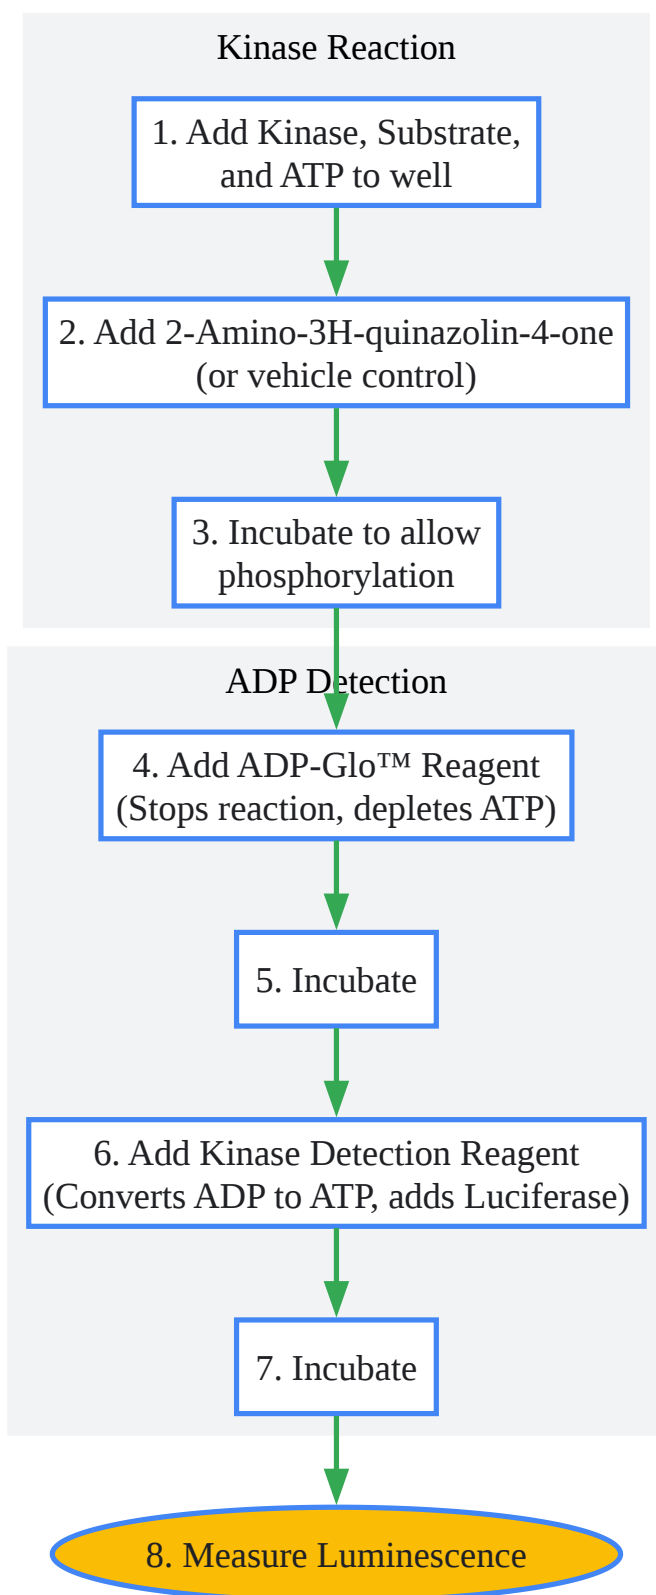 Kinase Reaction
1. Add Kinase, Substrate,
and ATP to well
2. Add 2-Amino-3H-quinazolin-4-one
(or vehicle control)
3. Incubate to allow
phosphorylation
ADP Detection
4. Add ADP-Glo™ Reagent
(Stops reaction, depletes ATP)
5. Incubate
6. Add Kinase Detection Reagent
(Converts ADP to ATP, adds Luciferase)
7. Incubate
8. Measure Luminescence